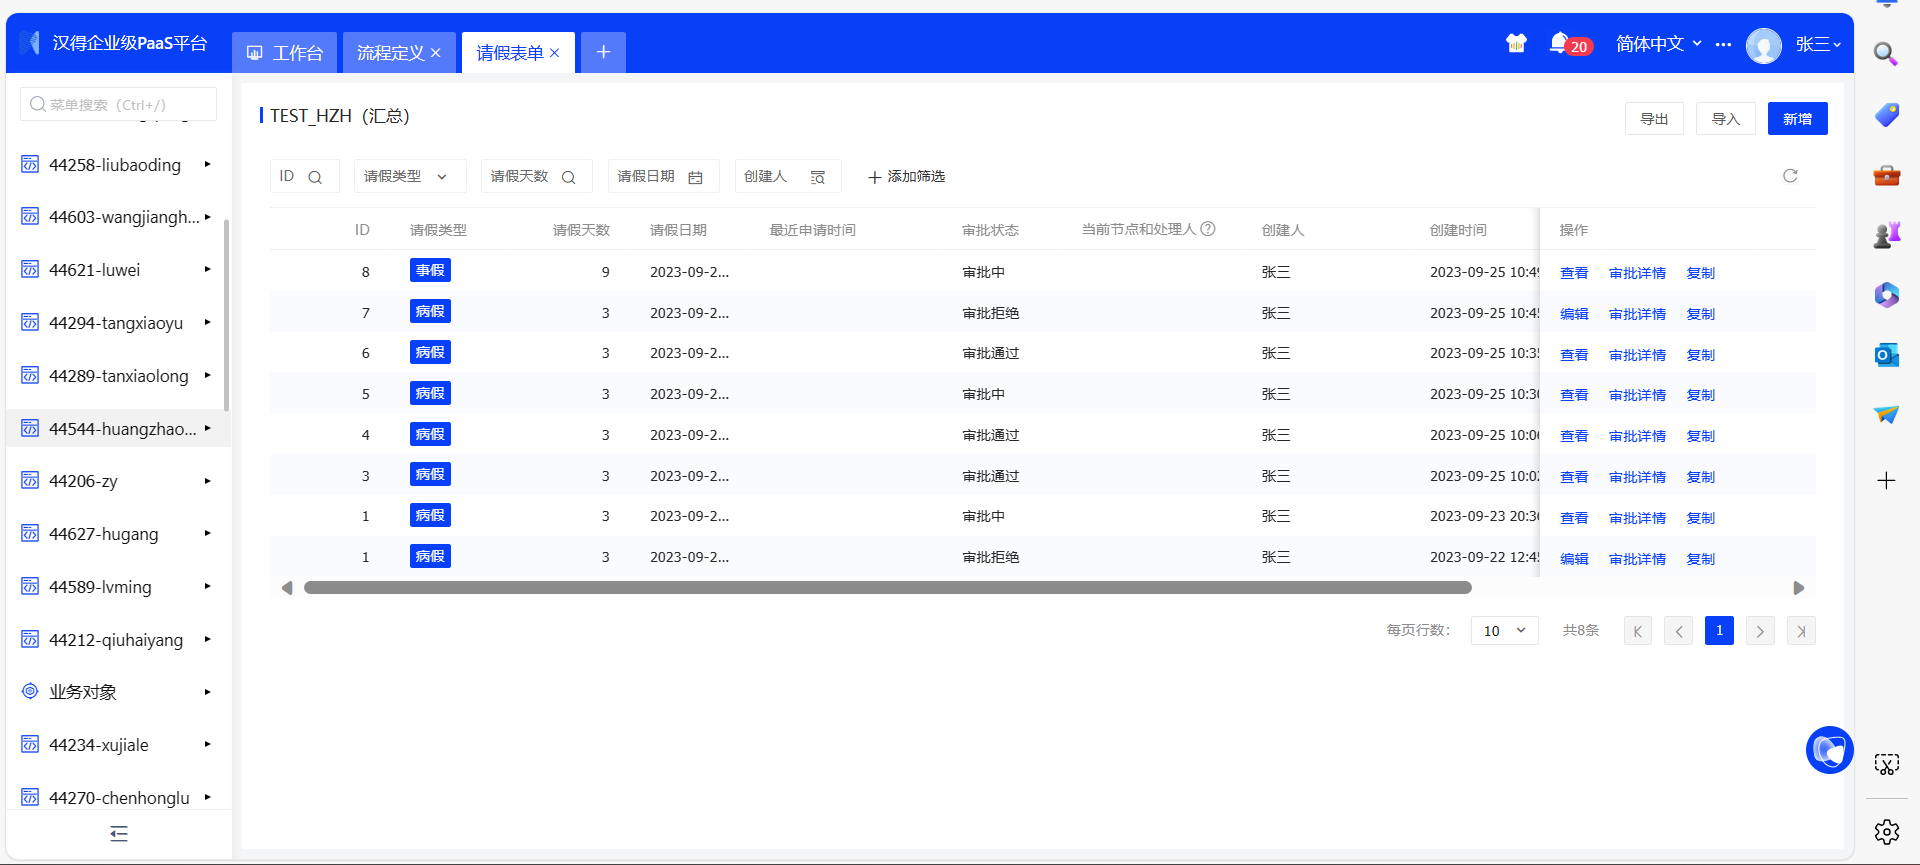 汉得企业级PaaS平台
工作台
流程定义
请假表单
20
简体中文
张三
菜单搜索（Ctrl+/）
44258-liubaoding
44603-wangjiangh...
44621-luwei
44294-tangxiaoyu
44289-tanxiaolong
44544-huangzhao...
44206-zy
44627-hugang
44589-lvming
44212-qiuhaiyang
业务对象
44234-xujiale
44270-chenhonglu
TEST_HZH（汇总）
导出 导入 新增
ID 请假类型 请假天数 请假日期 创建人 添加筛选
ID 请假类型 请假天数 请假日期 最近申请时间 审批状态 当前节点和处理人 创建人 创建时间 操作
8 事假 9 2023-09-2... 审批中 张三 2023-09-25 10:49 查看 审批详情 复制
7 病假 3 2023-09-2... 审批拒绝 张三 2023-09-25 10:45 编辑 审批详情 复制
6 病假 3 2023-09-2... 审批通过 张三 2023-09-25 10:35 查看 审批详情 复制
5 病假 3 2023-09-2... 审批中 张三 2023-09-25 10:30 查看 审批详情 复制
4 病假 3 2023-09-2... 审批通过 张三 2023-09-25 10:06 查看 审批详情 复制
3 病假 3 2023-09-2... 审批通过 张三 2023-09-25 10:02 查看 审批详情 复制
1 病假 3 2023-09-2... 审批中 张三 2023-09-23 20:36 查看 审批详情 复制
1 病假 3 2023-09-2... 审批拒绝 张三 2023-09-22 12:45 编辑 审批详情 复制
每页行数： 10 共8条 1